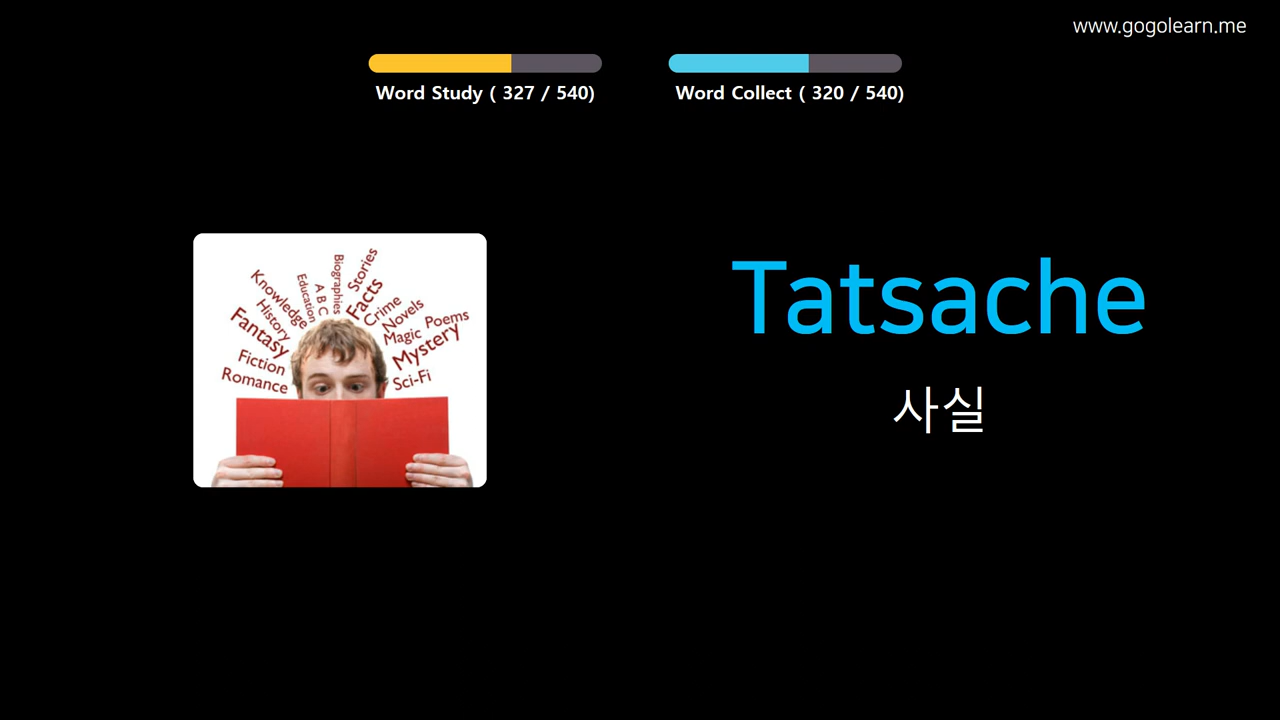 www.gogolearn.me
Word Study ( 327 / 540)
Word Collect ( 320 / 540)
Tatsache
사실
Stories
Biographies
Facts
A B C
Education
Knowledge
Crime
History
Novels
Fantasy
Poems
Magic
Mystery
Fiction
Romance
Sci-Fi